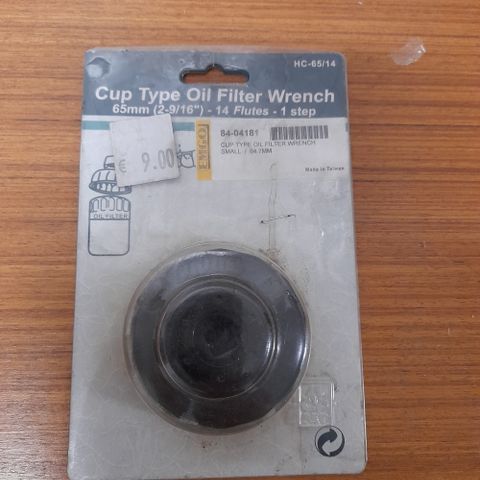 HC-65/14
Cup Type Oil Filter Wrench
65mm (2-9/16") - 14 Flutes - 1 step
84-04181
EMGO
CUP TYPE OIL FILTER WRENCH
SMALL / 64.7MM
Made in Taiwan
€ 9.00
OIL FILTER